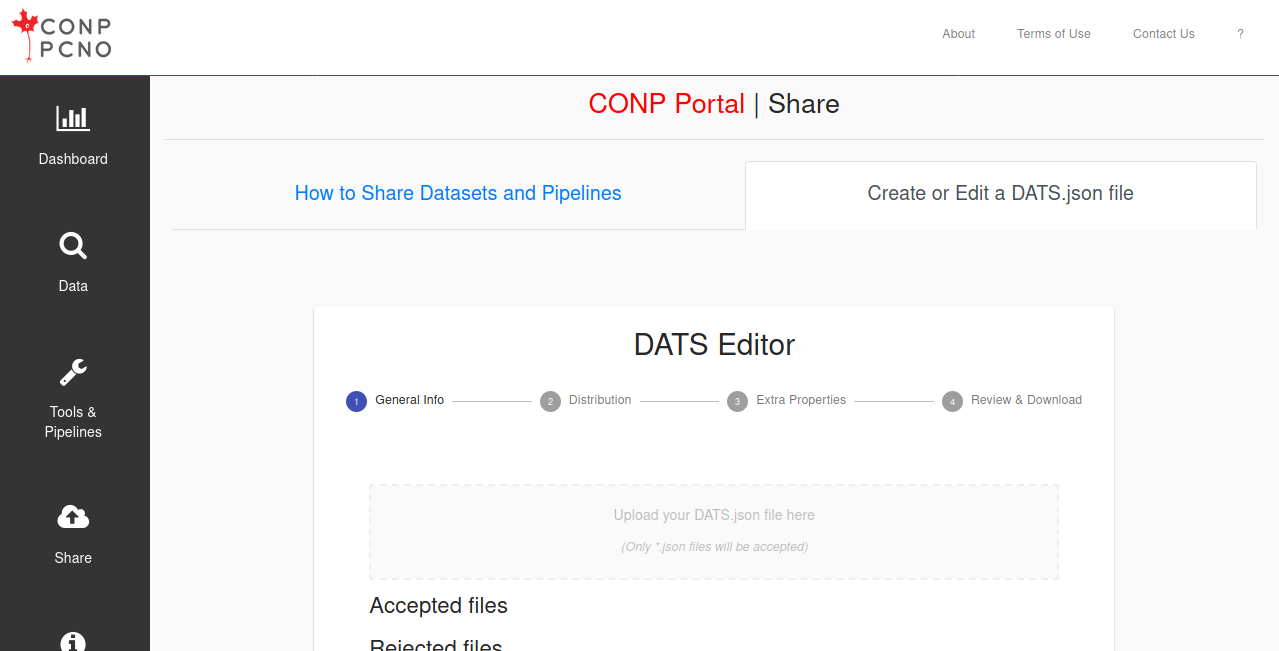 CONP
PCNO
About
Terms of Use
Contact Us
?
CONP Portal | Share
Dashboard
Data
Tools &
Pipelines
Share
How to Share Datasets and Pipelines
Create or Edit a DATS.json file
DATS Editor
1 General Info
2 Distribution
3 Extra Properties
4 Review & Download
Upload your DATS.json file here
(Only *.json files will be accepted)
Accepted files
Rejected files